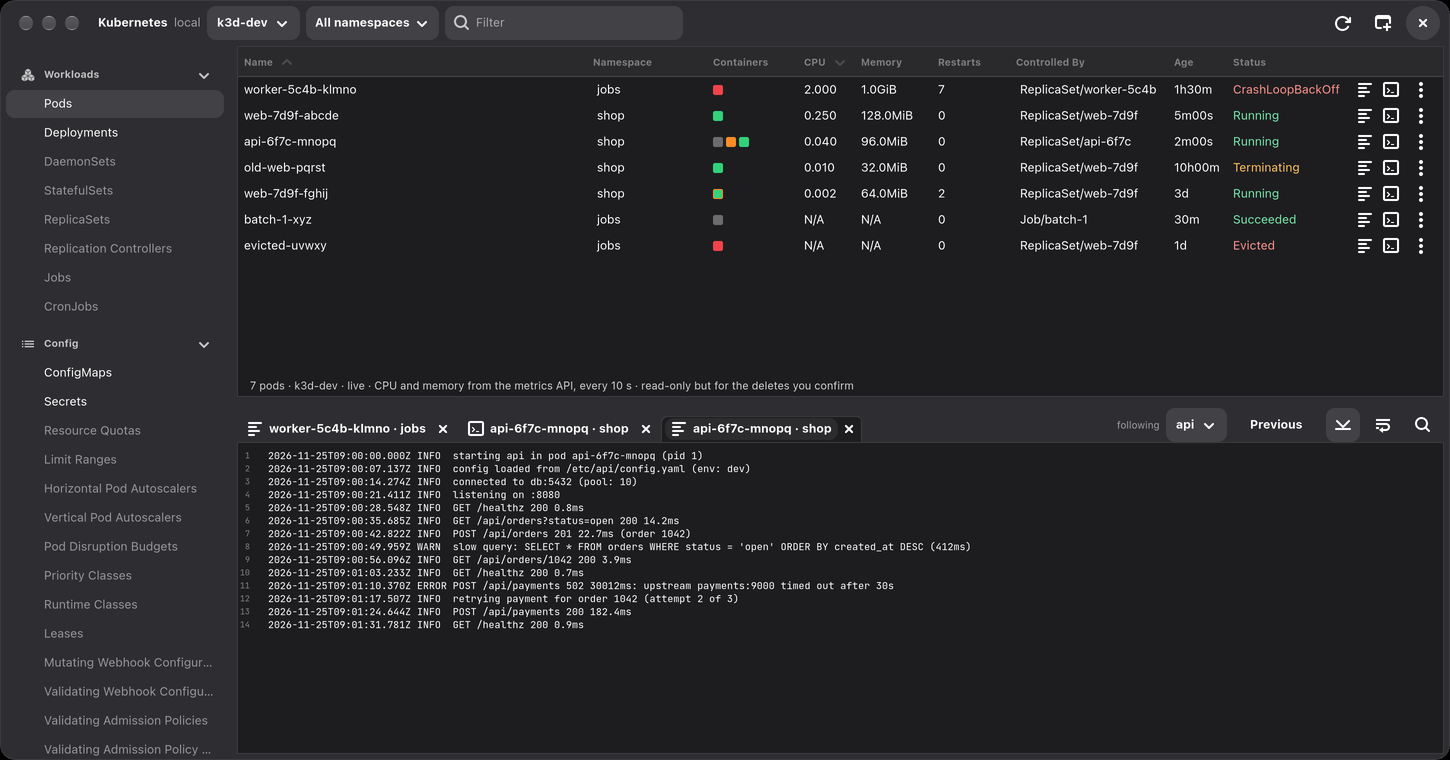 Kubernetes local k3d-dev All namespaces Filter
Workloads
Pods
Deployments
DaemonSets
StatefulSets
ReplicaSets
Replication Controllers
Jobs
CronJobs
Config
ConfigMaps
Secrets
Resource Quotas
Limit Ranges
Horizontal Pod Autoscalers
Vertical Pod Autoscalers
Pod Disruption Budgets
Priority Classes
Runtime Classes
Leases
Mutating Webhook Configur...
Validating Webhook Configu...
Validating Admission Policies
Validating Admission Policy ...
Name Namespace Containers CPU Memory Restarts Controlled By Age Status
worker-5c4b-klmno jobs 2.000 1.0GiB 7 ReplicaSet/worker-5c4b 1h30m CrashLoopBackOff
web-7d9f-abcde shop 0.250 128.0MiB 0 ReplicaSet/web-7d9f 5m00s Running
api-6f7c-mnopq shop 0.040 96.0MiB 0 ReplicaSet/api-6f7c 2m00s Running
old-web-pqrst shop 0.010 32.0MiB 0 ReplicaSet/web-7d9f 10h00m Terminating
web-7d9f-fghij shop 0.002 64.0MiB 2 ReplicaSet/web-7d9f 3d Running
batch-1-xyz jobs N/A N/A 0 Job/batch-1 30m Succeeded
evicted-uvwxy jobs N/A N/A 0 ReplicaSet/web-7d9f 1d Evicted
7 pods · k3d-dev · live · CPU and memory from the metrics API, every 10 s · read-only but for the deletes you confirm
worker-5c4b-klmno · jobs api-6f7c-mnopq · shop api-6f7c-mnopq · shop following api Previous
1 2026-11-25T09:00:00.000Z INFO starting api in pod api-6f7c-mnopq (pid 1)
2 2026-11-25T09:00:07.137Z INFO config loaded from /etc/api/config.yaml (env: dev)
3 2026-11-25T09:00:14.274Z INFO connected to db:5432 (pool: 10)
4 2026-11-25T09:00:21.411Z INFO listening on :8080
5 2026-11-25T09:00:28.548Z INFO GET /healthz 200 0.8ms
6 2026-11-25T09:00:35.685Z INFO GET /api/orders?status=open 200 14.2ms
7 2026-11-25T09:00:42.822Z INFO POST /api/orders 201 22.7ms (order 1042)
8 2026-11-25T09:00:49.959Z WARN slow query: SELECT * FROM orders WHERE status = 'open' ORDER BY created_at DESC (412ms)
9 2026-11-25T09:00:56.096Z INFO GET /api/orders/1042 200 3.9ms
10 2026-11-25T09:01:03.233Z INFO GET /healthz 200 0.7ms
11 2026-11-25T09:01:10.370Z ERROR POST /api/payments 502 30012ms: upstream payments:9000 timed out after 30s
12 2026-11-25T09:01:17.507Z INFO retrying payment for order 1042 (attempt 2 of 3)
13 2026-11-25T09:01:24.644Z INFO POST /api/payments 200 182.4ms
14 2026-11-25T09:01:31.781Z INFO GET /healthz 200 0.9ms